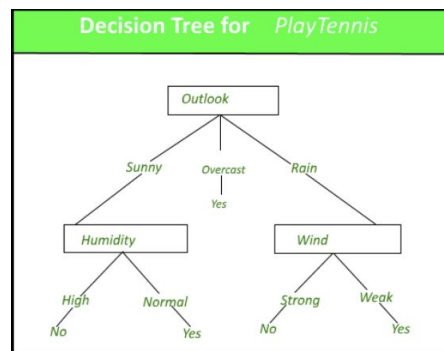 Decision Tree for PlayTennis
Outlook
Sunny Overcast Rain
Yes
Humidity Wind
High Normal Strong Weak
No Yes No Yes